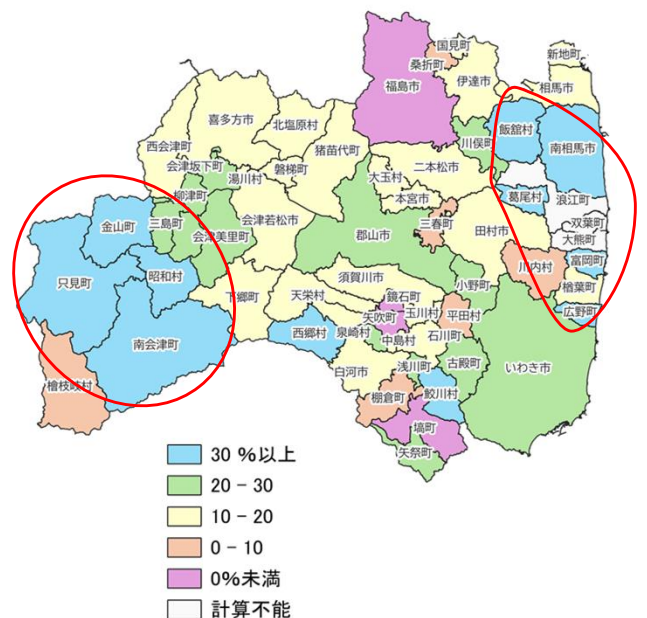 国見町
桑折町
新地町
福島市
伊達市
相馬市
喜多方市
北塩原村
飯舘村
川俣町
南相馬市
西会津町
猪苗代町
二本松市
会津坂下町
磐梯町
大玉村
湯川村
柳津町
本宮市
葛尾村
浪江町
金山町
三島町
会津若松市
三春町
双葉町
会津美里町
郡山市
田村市
大熊町
昭和村
川内村
富岡町
只見町
須賀川市
小野町
楢葉町
下郷町
天栄村
鏡石町
広野町
矢吹町
玉川村
平田村
南会津町
西郷村
泉崎村
中島村
石川町
白河市
浅川町
古殿町
いわき市
檜枝岐村
棚倉町
鮫川村
塙町
矢祭町
30 %以上
20 - 30
10 - 20
0 - 10
0%未満
計算不能